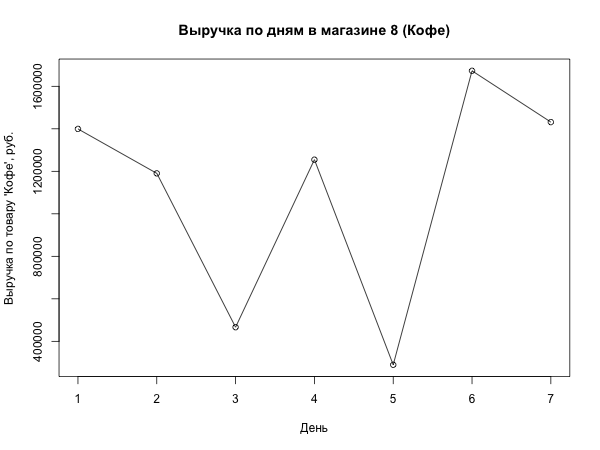 Выручка по дням в магазине 8 (Кофе)
Выручка по товару 'Кофе', руб.
1600000
1200000
800000
400000
1 2 3 4 5 6 7
День